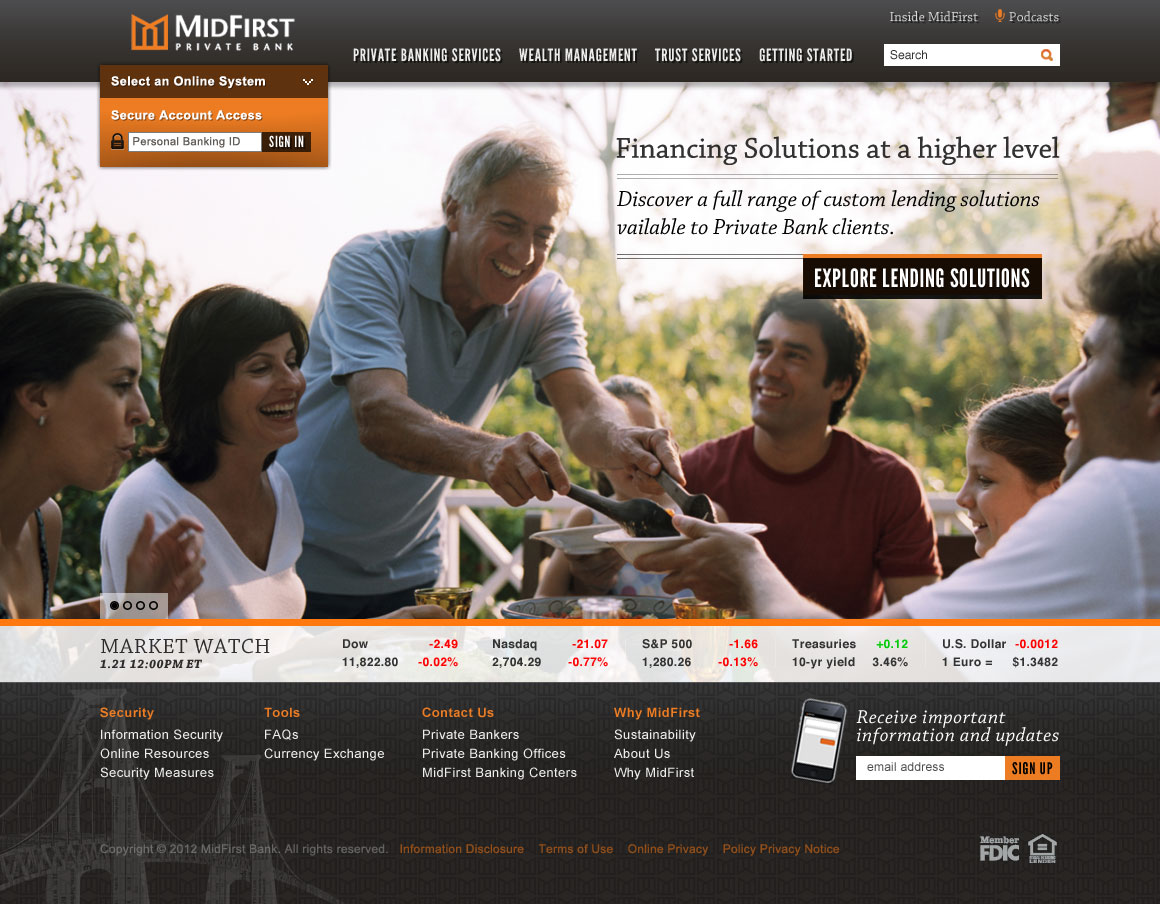 MIDFIRST
PRIVATE BANK
Inside MidFirst Podcasts
PRIVATE BANKING SERVICES WEALTH MANAGEMENT TRUST SERVICES GETTING STARTED
Search
Select an Online System
Secure Account Access
Personal Banking ID SIGN IN
Financing Solutions at a higher level
Discover a full range of custom lending solutions
vailable to Private Bank clients.
EXPLORE LENDING SOLUTIONS
MARKET WATCH
1.21 12:00PM ET
Dow -2.49 Nasdaq -21.07 S&P 500 -1.66 Treasuries +0.12 U.S. Dollar -0.0012
11,822.80 -0.02% 2,704.29 -0.77% 1,280.26 -0.13% 10-yr yield 3.46% 1 Euro = $1.3482
Security
Information Security
Online Resources
Security Measures
Tools
FAQs
Currency Exchange
Contact Us
Private Bankers
Private Banking Offices
MidFirst Banking Centers
Why MidFirst
Sustainability
About Us
Why MidFirst
Receive important
information and updates
email address SIGN UP
Copyright © 2012 MidFirst Bank. All rights reserved. Information Disclosure Terms of Use Online Privacy Policy Privacy Notice
Member
FDIC
EQUAL HOUSING
LENDER